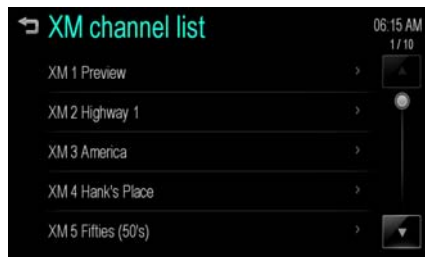 XM channel list
06:15 AM
1 / 10
XM 1 Preview
XM 2 Highway 1
XM 3 America
XM 4 Hank's Place
XM 5 Fifties (50's)